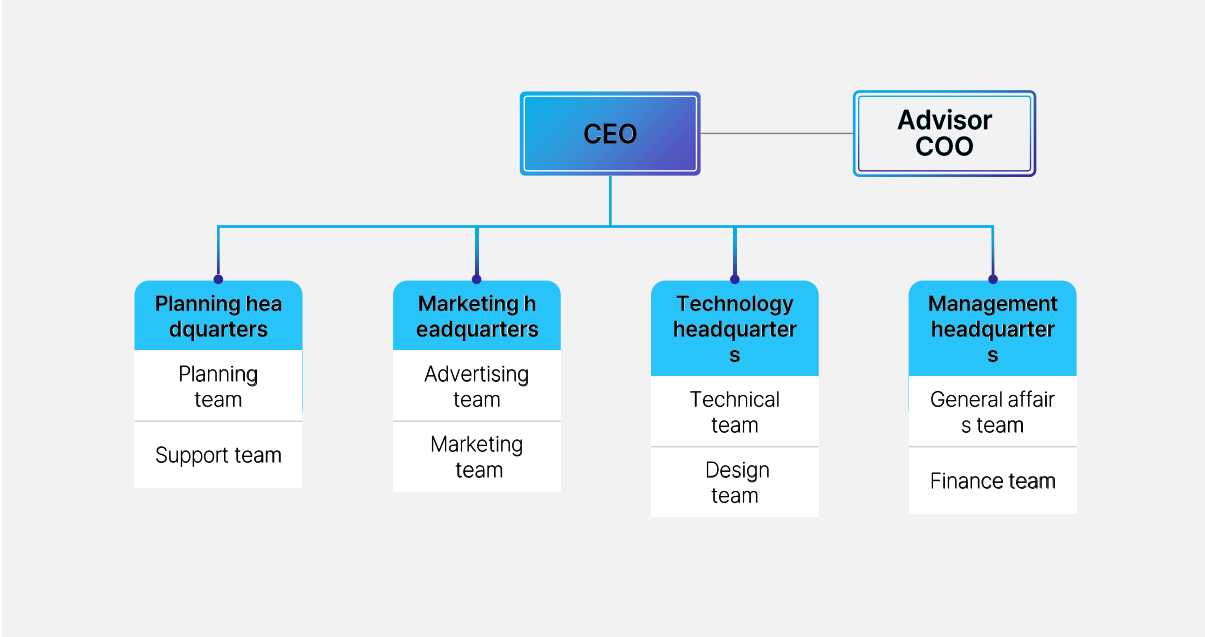 CEO
Advisor
COO
Planning hea
dquarters
Planning
team
Support team
Marketing h
eadquarters
Advertising
team
Marketing
team
Technology
headquarter
s
Technical
team
Design
team
Management
headquarter
s
General affair
s team
Finance team